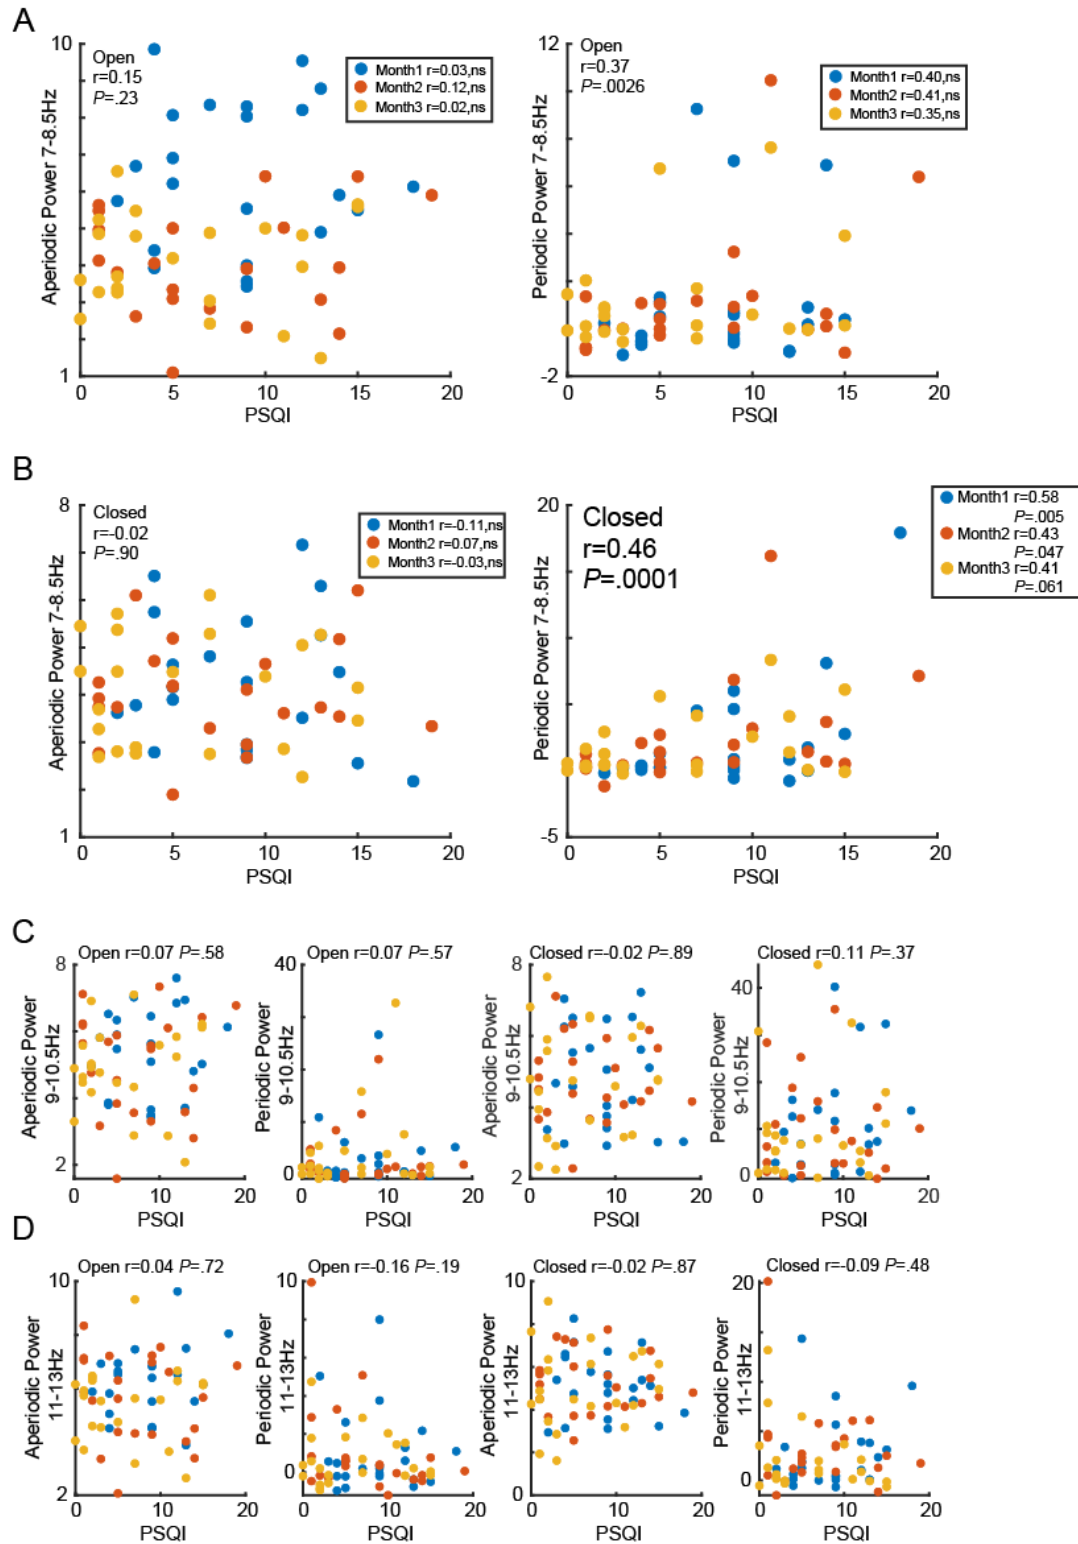 A
10
Open
r=0.15
P=.23
Month1 r=0.03,ns
Month2 r=0.12,ns
Month3 r=0.02,ns
Aperiodic Power 7-8.5Hz
1
0 5 10 15 20
PSQI
12
Open
r=0.37
P=.0026
Month1 r=0.40,ns
Month2 r=0.41,ns
Month3 r=0.35,ns
Periodic Power 7-8.5Hz
-2
0 5 10 15 20
PSQI
B
8
Closed
r=-0.02
P=.90
Month1 r=-0.11,ns
Month2 r=0.07,ns
Month3 r=-0.03,ns
Aperiodic Power 7-8.5Hz
1
0 5 10 15 20
PSQI
20
Closed
r=0.46
P=.0001
Month1 r=0.58
P=.005
Month2 r=0.43
P=.047
Month3 r=0.41
P=.061
Periodic Power 7-8.5Hz
-5
0 5 10 15 20
PSQI
C
Open r=0.07 P=.58
8
Aperiodic Power
9-10.5Hz
2
0 10 20
PSQI
Open r=0.07 P=.57
40
Periodic Power
9-10.5Hz
0
0 10 20
PSQI
Closed r=-0.02 P=.89
8
Aperiodic Power
9-10.5Hz
2
0 10 20
PSQI
Closed r=0.11 P=.37
40
Periodic Power
9-10.5Hz
0
0 10 20
PSQI
D
Open r=0.04 P=.72
10
Aperiodic Power
11-13Hz
2
0 10 20
PSQI
Open r=-0.16 P=.19
10
Periodic Power
11-13Hz
0
0 10 20
PSQI
Closed r=-0.02 P=.87
10
Aperiodic Power
11-13Hz
0
0 10 20
PSQI
Closed r=-0.09 P=.48
20
Periodic Power
11-13Hz
0
0 10 20
PSQI